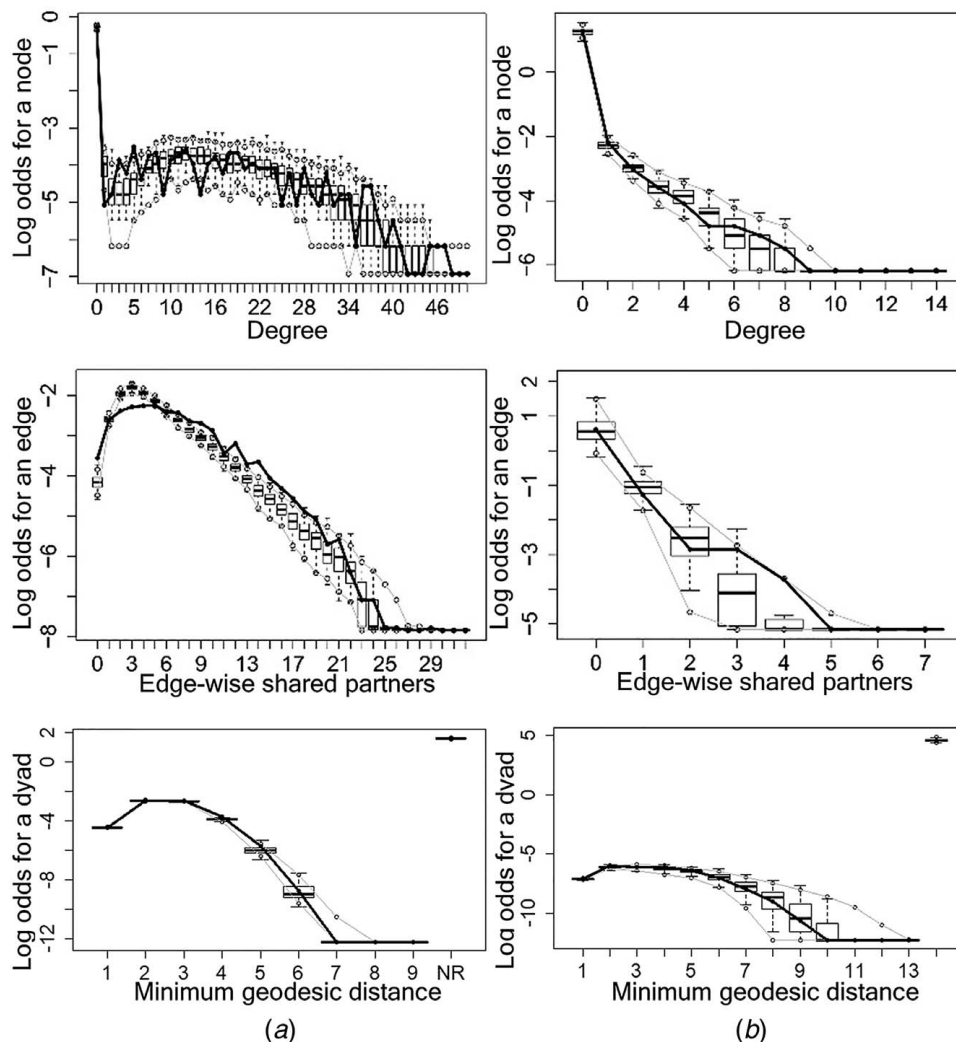 Log odds for a node
0 -1 -3 -5 -7
0 5 10 16 22 28 34 40 46
Degree
Log odds for a node
0 -2 -4 -6
0 2 4 6 8 10 12 14
Degree
Log odds for an edge
-2 -4 -6 -8
0 3 6 9 13 17 21 25 29
Edge-wise shared partners
Log odds for an edge
2 1 -1 -3 -5
0 1 2 3 4 5 6 7
Edge-wise shared partners
Log odds for a dyad
2 0 -4 -8 -12
1 2 3 4 5 6 7 8 9 NR
Minimum geodesic distance
Log odds for a dyad
5 0 -5 -10
1 3 5 7 9 11 13
Minimum geodesic distance
(a)
(b)